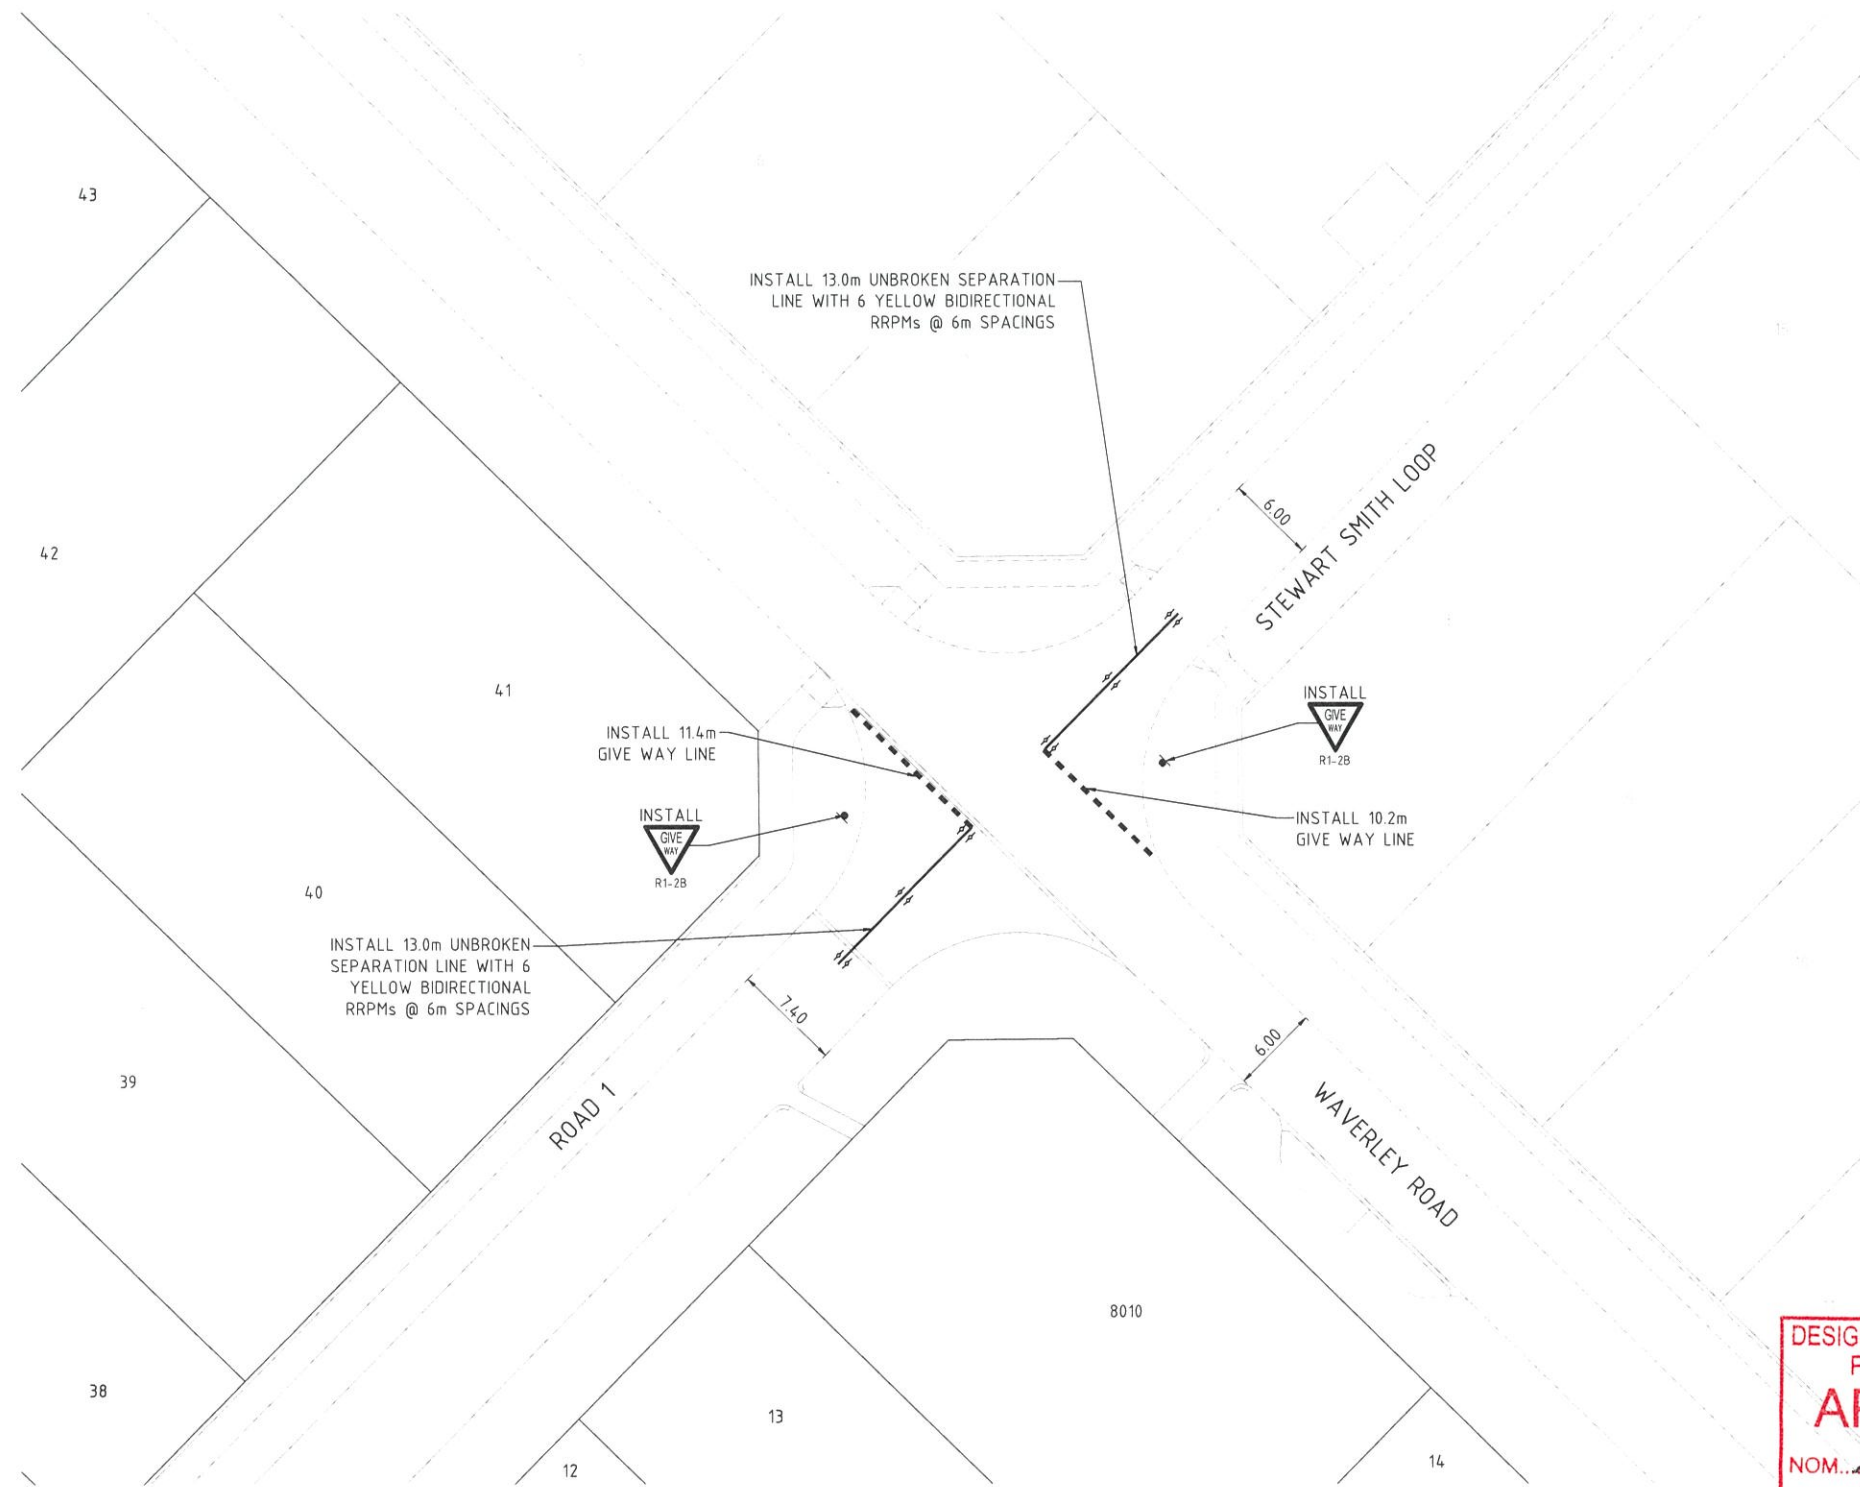 43
INSTALL 13.0m UNBROKEN SEPARATION
LINE WITH 6 YELLOW BIDIRECTIONAL
RRPMs @ 6m SPACINGS
42
6.00
STEWART SMITH LOOP
41
INSTALL 11.4m
GIVE WAY LINE
INSTALL
GIVE
WAY
R1-2B
INSTALL
GIVE
WAY
R1-2B
INSTALL 10.2m
GIVE WAY LINE
40
INSTALL 13.0m UNBROKEN
SEPARATION LINE WITH 6
YELLOW BIDIRECTIONAL
RRPMs @ 6m SPACINGS
7.40
6.00
39
ROAD 1
WAVERLEY ROAD
8010
38
13
12
14
DESIG
NOM...